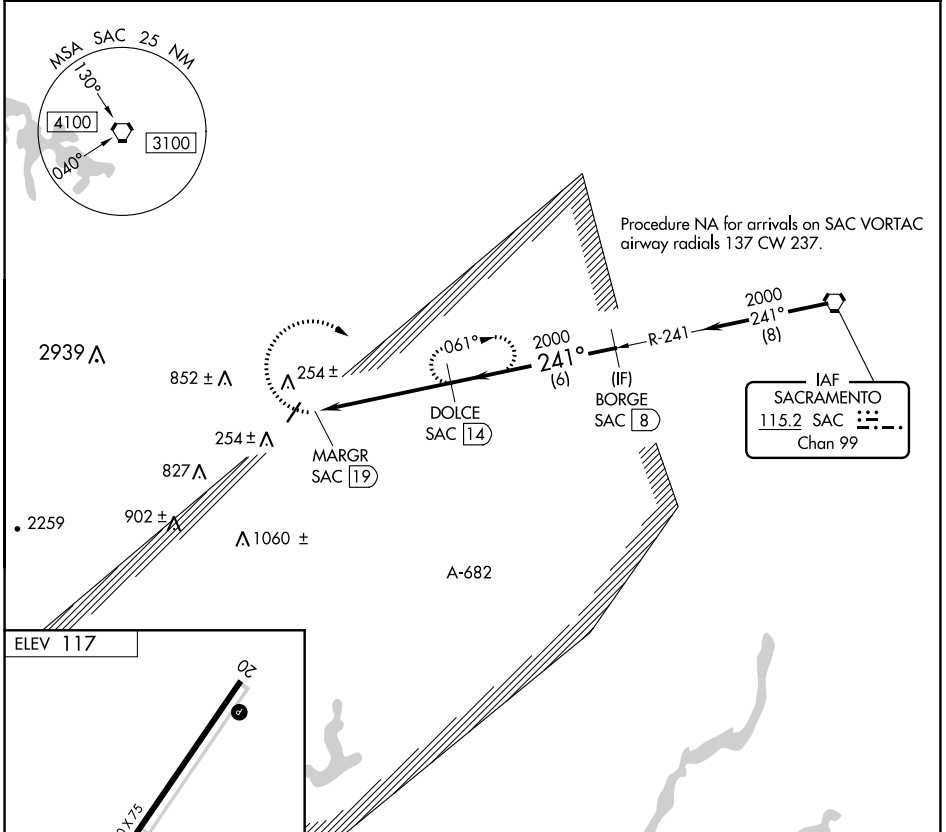 MSA SAC 25 NM
130°
4100
3100
040°
Procedure NA for arrivals on SAC VORTAC
airway radials 137 CW 237.
2000
241°
(8)
R-241
2000
241°
(6)
061°
(IF)
BORGE
SAC 8
IAF
SACRAMENTO
115.2 SAC
Chan 99
DOLCE
SAC 14
MARGR
SAC 19
2939
852 ±
254 ±
254 ±
827
902 ±
1060 ±
2259
A-682
ELEV 117
20
P
X 75